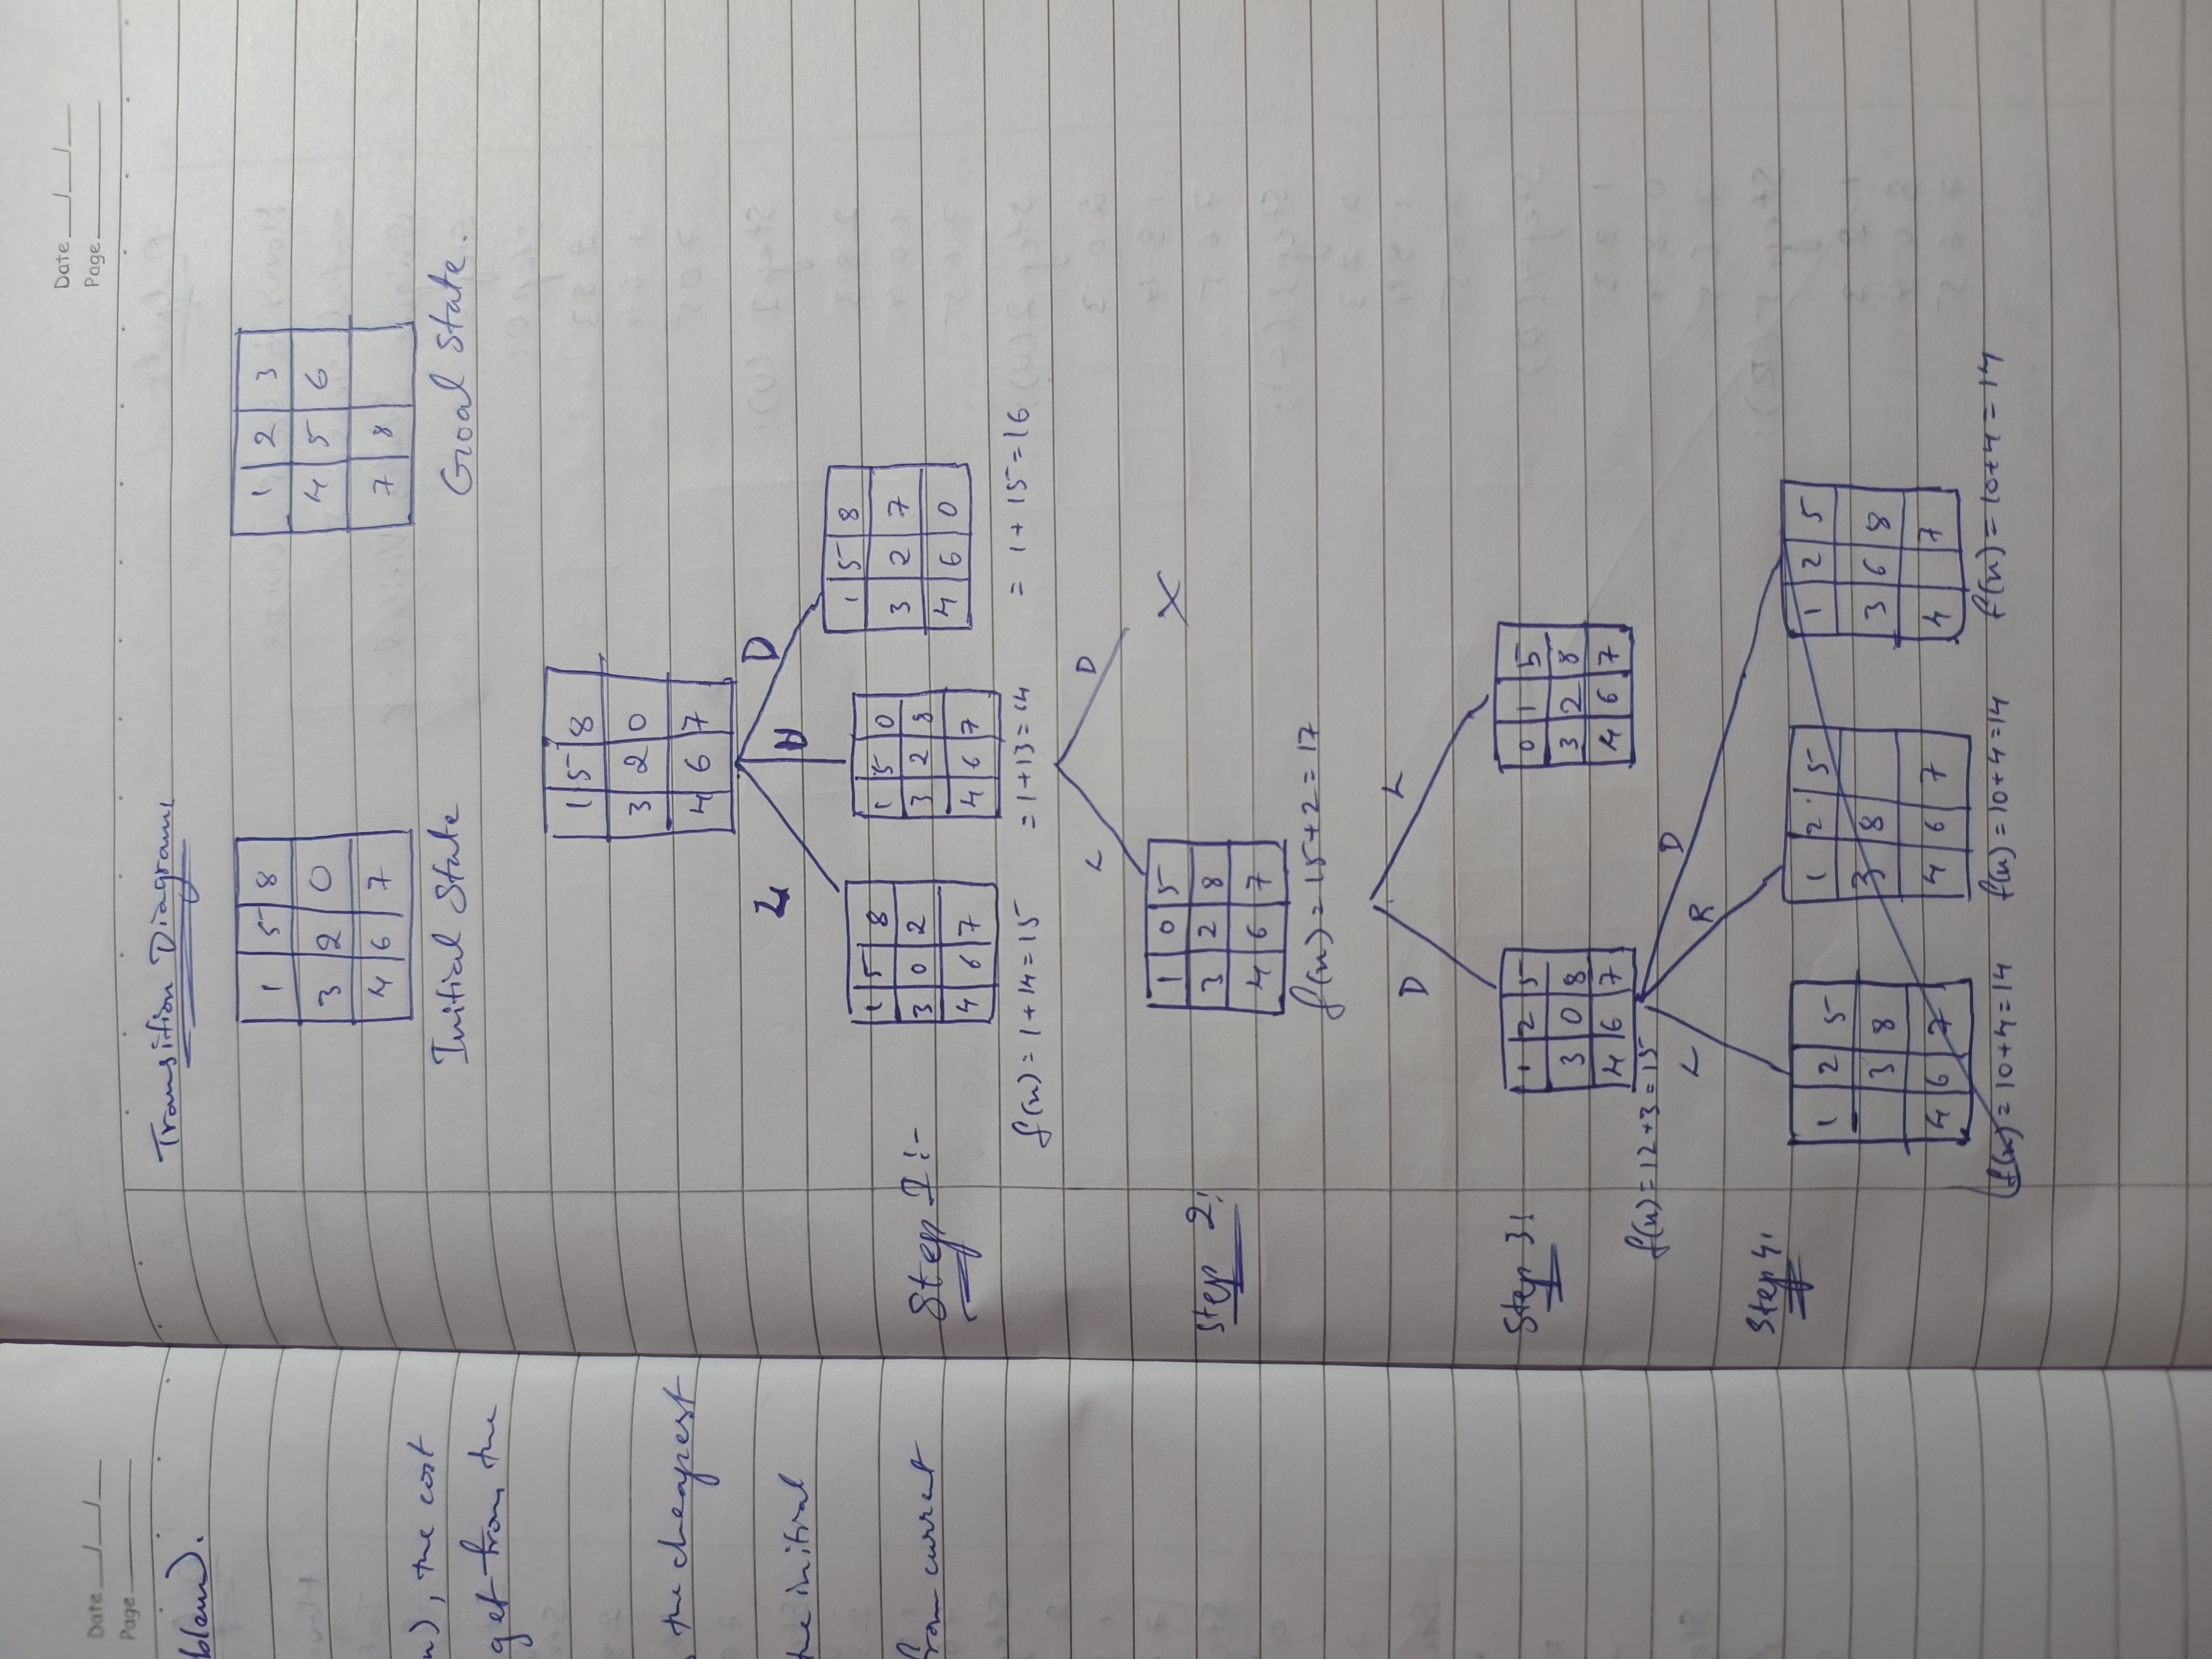 Date __/__/__
Page
blem).
n), the cost
get from the
the cheapest
the initial
from current
Date __/__/__
Page
Transition Diagram
1 5 8
3 2 0
4 6 7
Initial State
1 2 3
4 5 6
7 8
Goal State.
1 5 8
3 2 0
4 6 7
L U D
Step 1:-
1 5 8
3 0 2
4 6 7
f(n) = 1+14=15
1 5 0
3 2 8
4 6 7
= 1+13=14
1 5 8
3 2 7
4 6 0
= 1+15=16
L D
Step 2:
1 0 5
3 2 8
4 6 7
X
f(n) = 15+2=17
D L
Step 3:
1 2 5
3 0 8
4 6 7
f(n)=12+3=15
0 1 5
3 2 8
4 6 7
L R D
Step 4:
1 2 5
3 8
4 6 7
f(n)=10+4=14
1 2 5
3 8
4 6 7
f(n)=10+4=14
1 2 5
3 6 8
4 7
f(n)=10+4=14